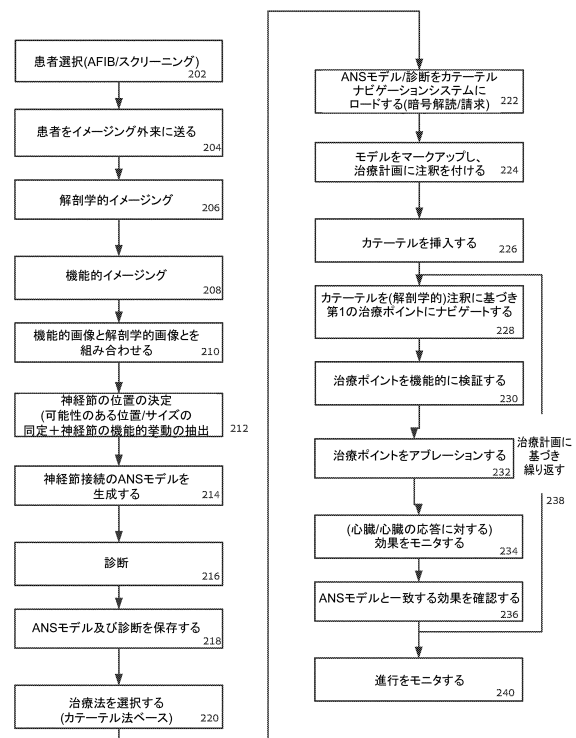 患者選択(AFIB/スクリーニング)
202
患者をイメージング外来に送る
204
解剖学的イメージング
206
機能的イメージング
208
機能的画像と解剖学的画像とを
組み合わせる
210
神経節の位置の決定
(可能性のある位置/サイズの
同定+神経節の機能的挙動の抽出
212
神経節接続のANSモデルを
生成する
214
診断
216
ANSモデル及び診断を保存する
218
治療法を選択する
(カテーテル法ベース)
220
ANSモデル/診断をカテーテル
ナビゲーションシステムに
ロードする(暗号解読/請求)
222
モデルをマークアップし、
治療計画に注釈を付ける
224
カテーテルを挿入する
226
カテーテルを(解剖学的)注釈に基づき
第1の治療ポイントにナビゲートする
228
治療ポイントを機能的に検証する
230
治療ポイントをアブレーションする
232
治療計画に
基づき
繰り返す
238
(心臓/心臓の応答に対する)
効果をモニタする
234
ANSモデルと一致する効果を確認する
236
進行をモニタする
240